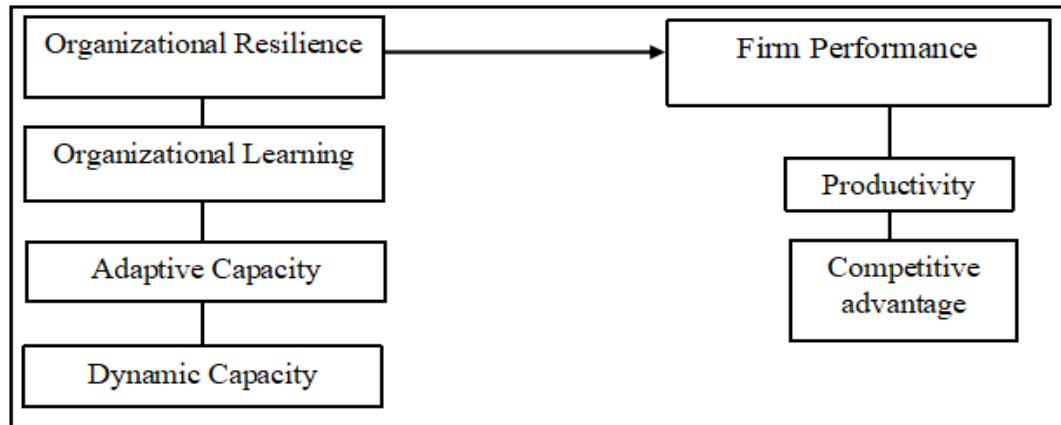 Organizational Resilience
Organizational Learning
Adaptive Capacity
Dynamic Capacity
Firm Performance
Productivity
Competitive
advantage